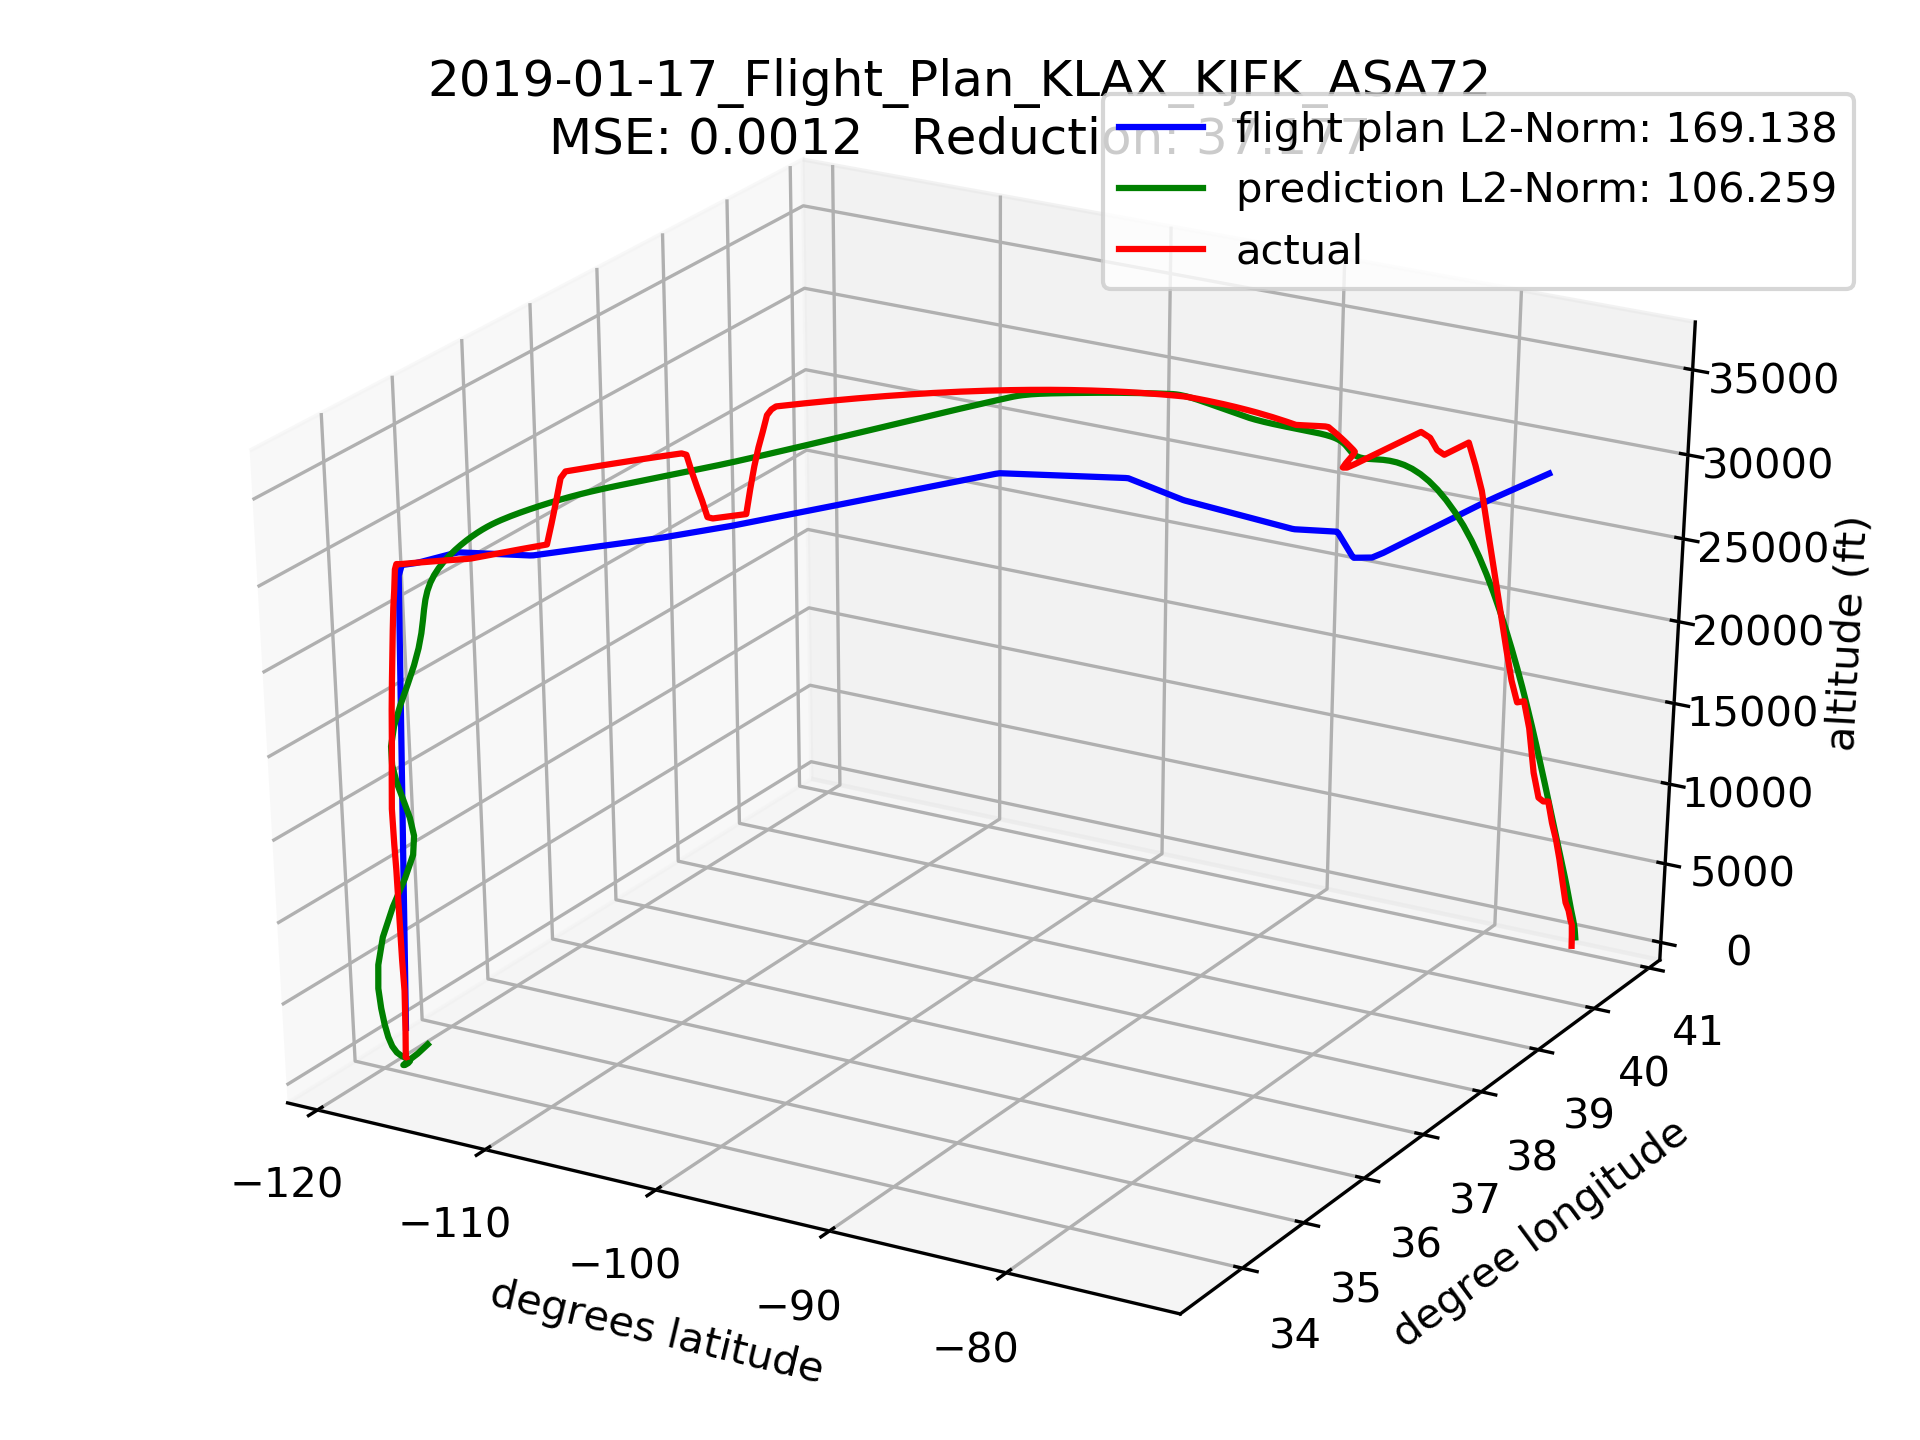 2019-01-17_Flight_Plan_KLAX_KJFK_ASA72
MSE: 0.0012 Reduction: 37.177
flight plan L2-Norm: 169.138
prediction L2-Norm: 106.259
actual
35000
30000
25000
20000
15000
10000
5000
0
altitude (ft)
41
40
39
38
37
36
35
34
degree longitude
−120
−110
−100
−90
−80
degrees latitude